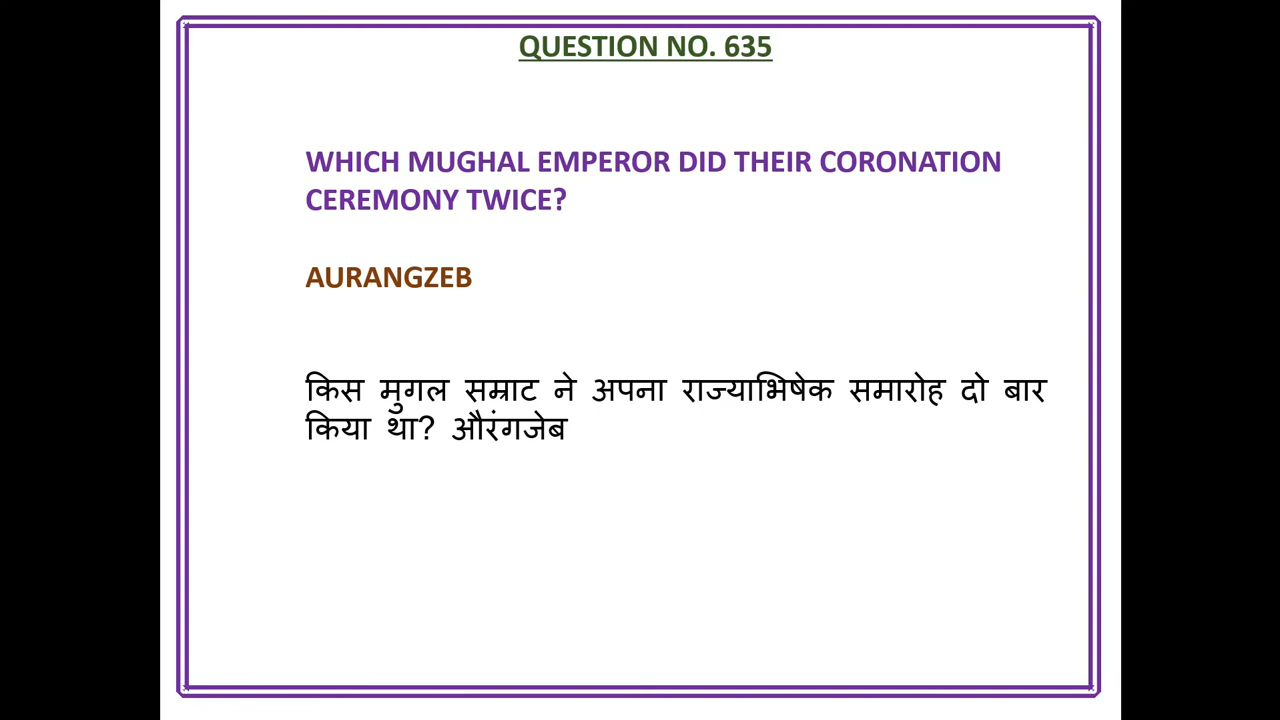 QUESTION NO. 635
WHICH MUGHAL EMPEROR DID THEIR CORONATION
CEREMONY TWICE?
AURANGZEB
किस मुगल सम्राट ने अपना राज्याभिषेक समारोह दो बार
किया था? औरंगजेब